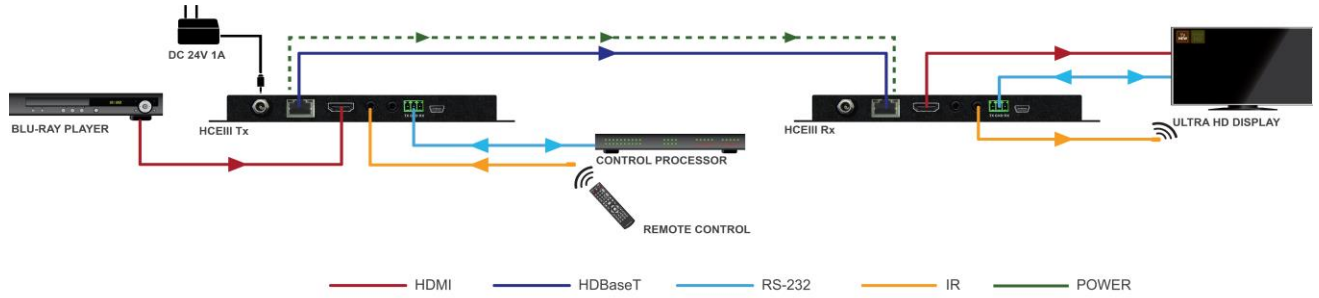 DC 24V 1A
BLU-RAY PLAYER
HCEIII Tx
HCEIII Rx
ULTRA HD DISPLAY
CONTROL PROCESSOR
REMOTE CONTROL
HDMI
HDBaseT
RS-232
IR
POWER